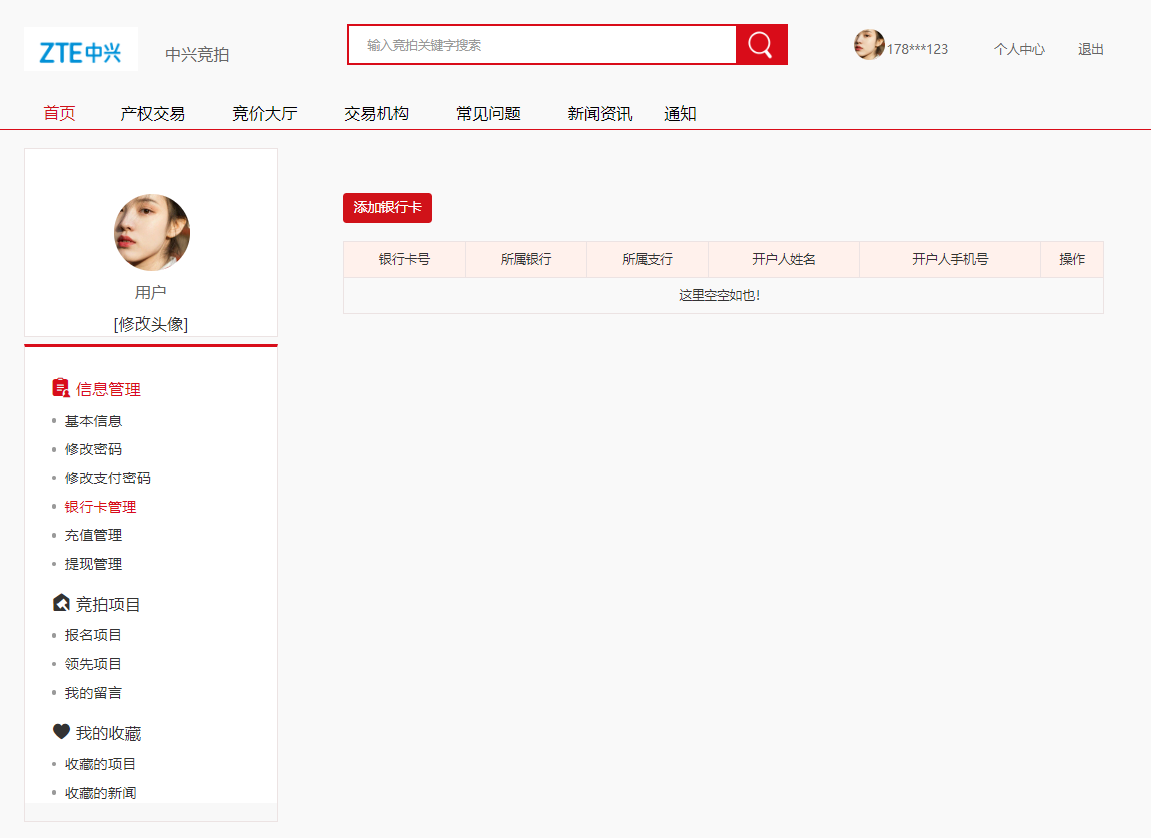 ZTE中兴
中兴竞拍
输入竞拍关键字搜索
178***123
个人中心
退出
首页
产权交易
竞价大厅
交易机构
常见问题
新闻资讯
通知
用户
[修改头像]
信息管理
基本信息
修改密码
修改支付密码
银行卡管理
充值管理
提现管理
竞拍项目
报名项目
领先项目
我的留言
我的收藏
收藏的项目
收藏的新闻
添加银行卡
银行卡号 所属银行 所属支行 开户人姓名 开户人手机号 操作
这里空空如也!